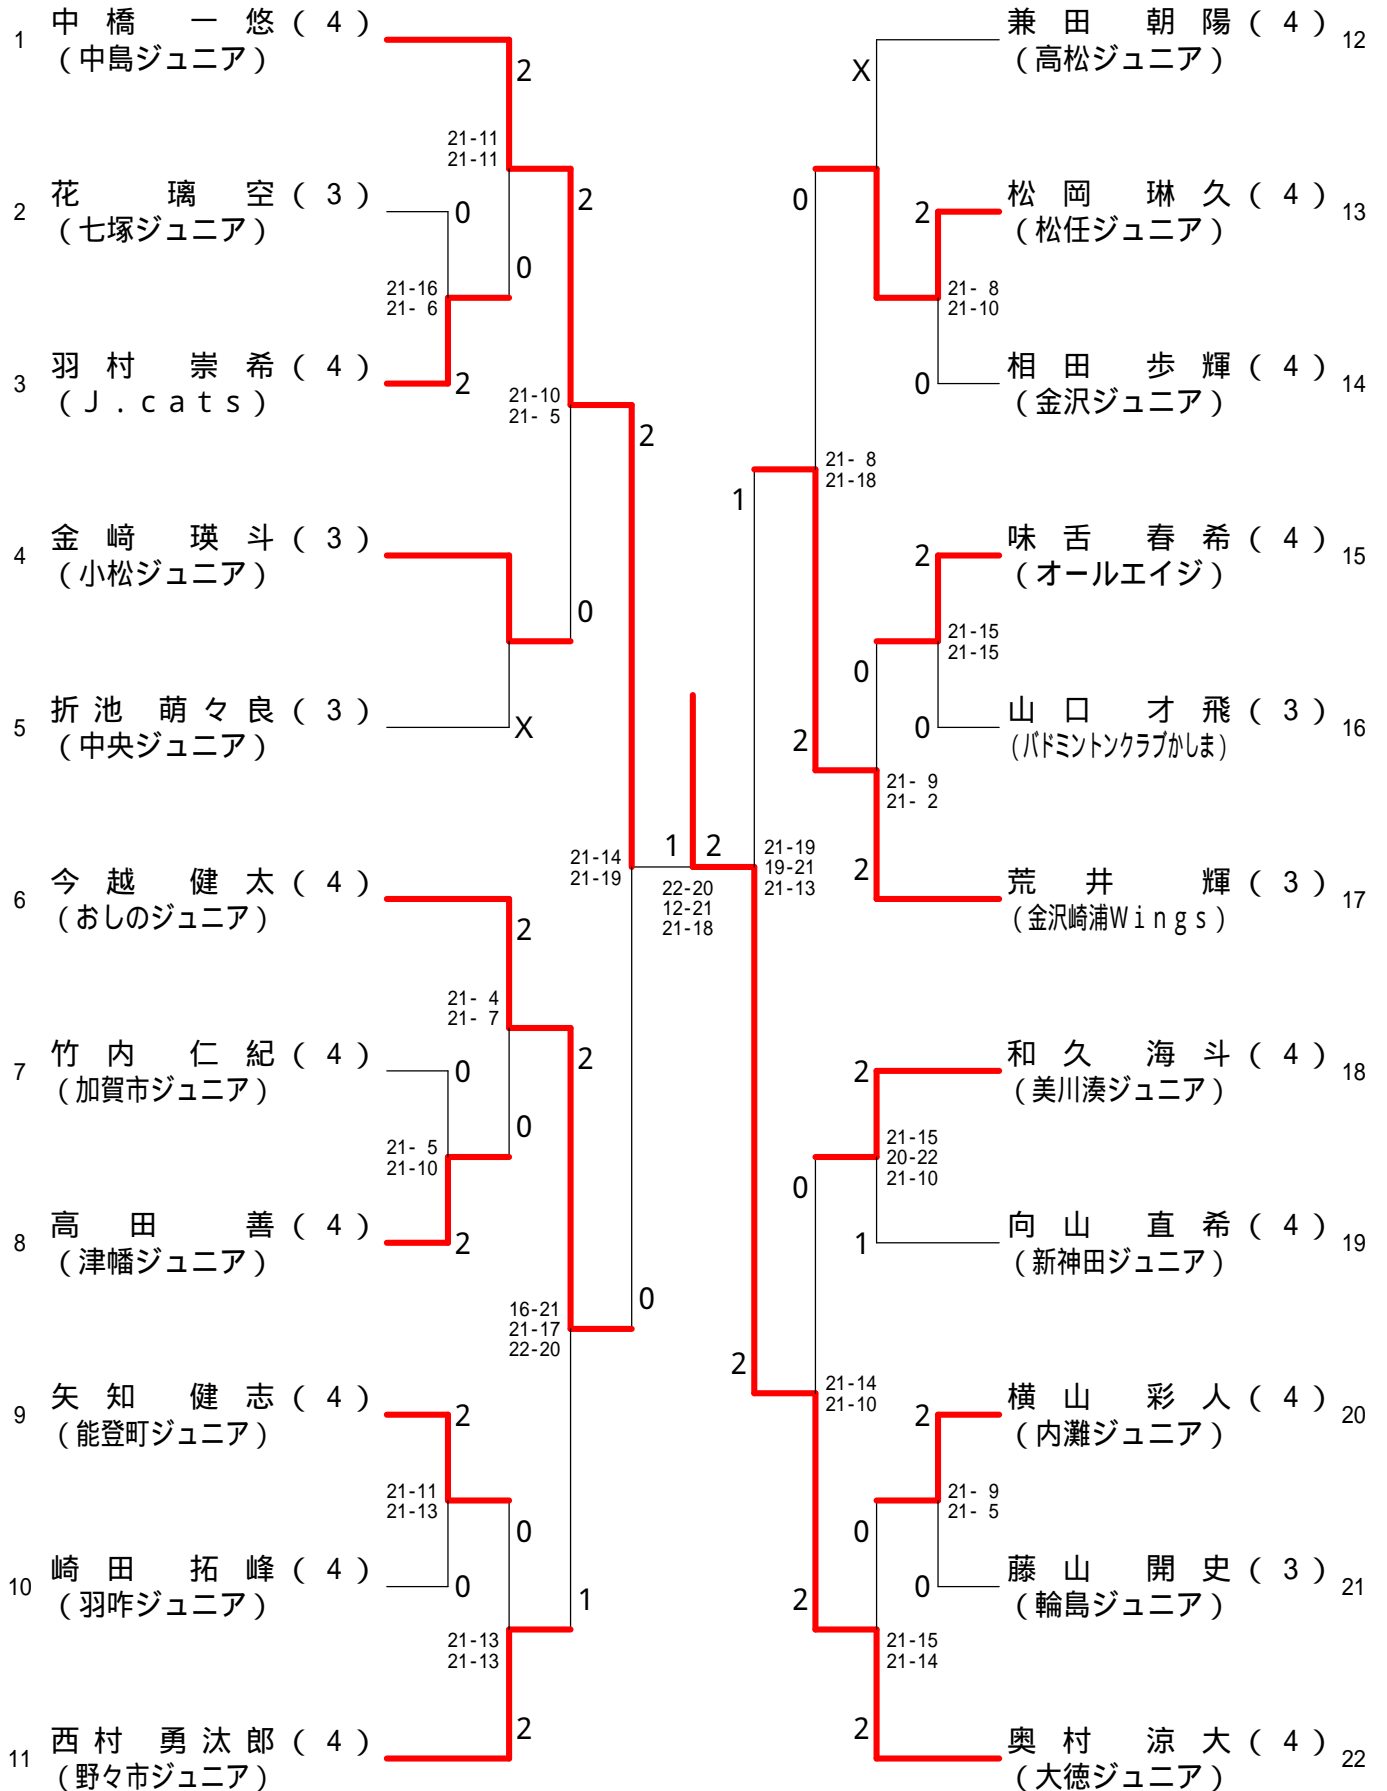 1 中橋 一悠(4)
(中島ジュニア)
2
21-11
21-11
2 花 璃空(3)
(七塚ジュニア)
0
2
0
21-16
21- 6
3 羽村 崇希(4)
(J.cats)
2
21-10
21- 5
2
4 金﨑 瑛斗(3)
(小松ジュニア)
0
5 折池 萌々良(3)
(中央ジュニア)
X
21-14
21-19
6 今越 健太(4)
(おしのジュニア)
2
21- 4
21- 7
7 竹内 仁紀(4)
(加賀市ジュニア)
0
2
0
21- 5
21-10
8 高田 善(4)
(津幡ジュニア)
2
16-21
21-17
22-20
0
9 矢知 健志(4)
(能登町ジュニア)
2
21-11
21-13
0
10 崎田 拓峰(4)
(羽咋ジュニア)
0
1
21-13
21-13
11 西村 勇汰郎(4)
(野々市ジュニア)
2
1 2
22-20
12-21
21-18
兼田 朝陽(4) 12
(高松ジュニア)
X
0
松岡 琳久(4) 13
(松任ジュニア)
2
21- 8
21-10
相田 歩輝(4) 14
(金沢ジュニア)
0
21- 8
21-18
1
味舌 春希(4) 15
(オールエイジ)
2
21-15
21-15
0
山口 才飛(3) 16
(バドミントンクラブかしま)
0
2
21- 9
21- 2
21-19
19-21
21-13
荒井 輝(3) 17
(金沢崎浦Wings)
2
和久 海斗(4) 18
(美川湊ジュニア)
2
21-15
20-22
21-10
0
向山 直希(4) 19
(新神田ジュニア)
1
2
21-14
21-10
横山 彩人(4) 20
(内灘ジュニア)
2
21- 9
21- 5
0
藤山 開史(3) 21
(輪島ジュニア)
0
2
21-15
21-14
奥村 涼大(4) 22
(大徳ジュニア)
2